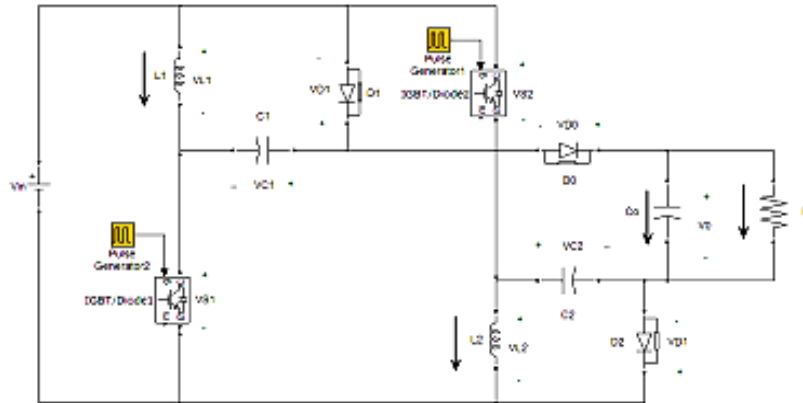 L1
VL1
Pulse
Generator1
VD1
D1
IGBT/Diode2
VS2
C1
VC1
VD0
D0
Vin
Pulse
Generator2
IGBT/Diode1
VS1
Co
V0
VC2
C2
L2
VL2
D2
VD1